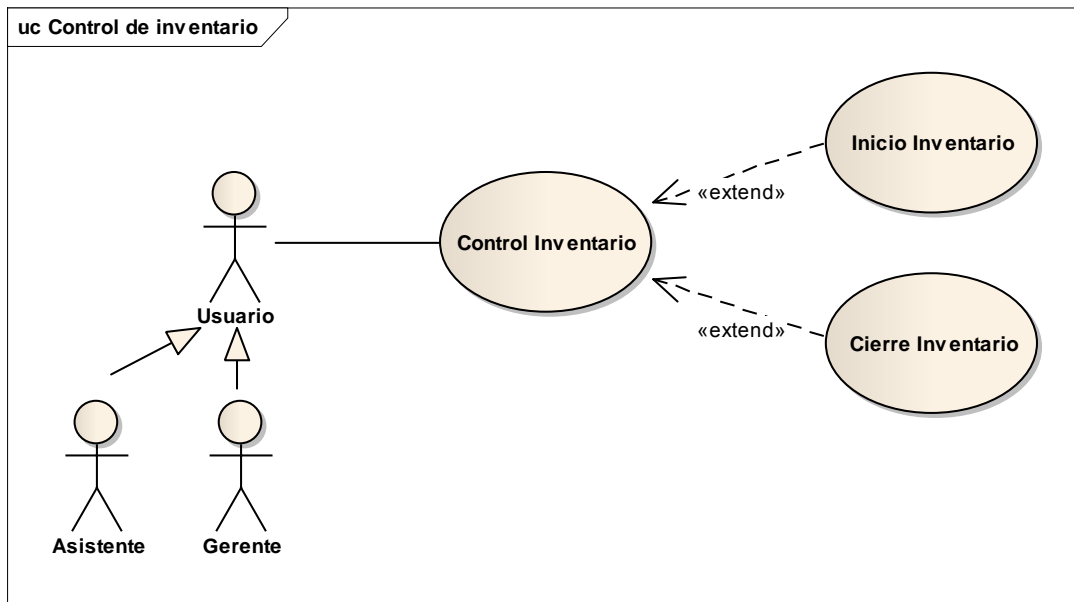 uc Control de inventario
Inicio Inventario
«extend»
Control Inventario
Usuario
«extend»
Cierre Inventario
Asistente
Gerente